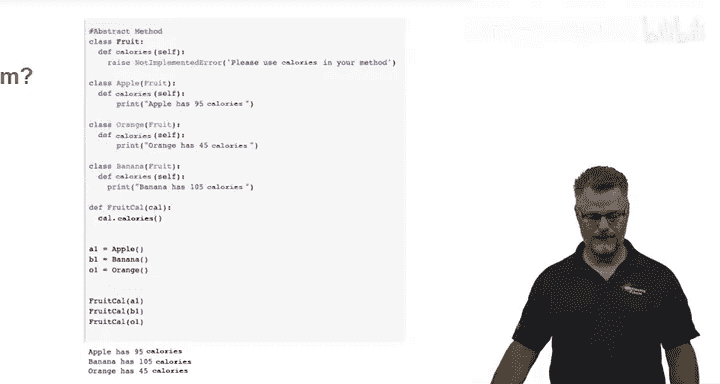 m?
#Abstract Method
class Fruit:
def calories(self):
raise NotImplementedError('Please use calories in your method')
class Apple(Fruit):
def calories(self):
print("Apple has 95 calories ")
class Orange(Fruit):
def calories(self):
print("Orange has 45 calories ")
class Banana(Fruit):
def calories(self):
print("Banana has 105 calories ")
def FruitCal(cal):
cal.calories()
a1 = Apple()
b1 = Banana()
o1 = Orange()
FruitCal(a1)
FruitCal(b1)
FruitCal(o1)
Apple has 95 calories
Banana has 105 calories
Orange has 45 calories
bilibili